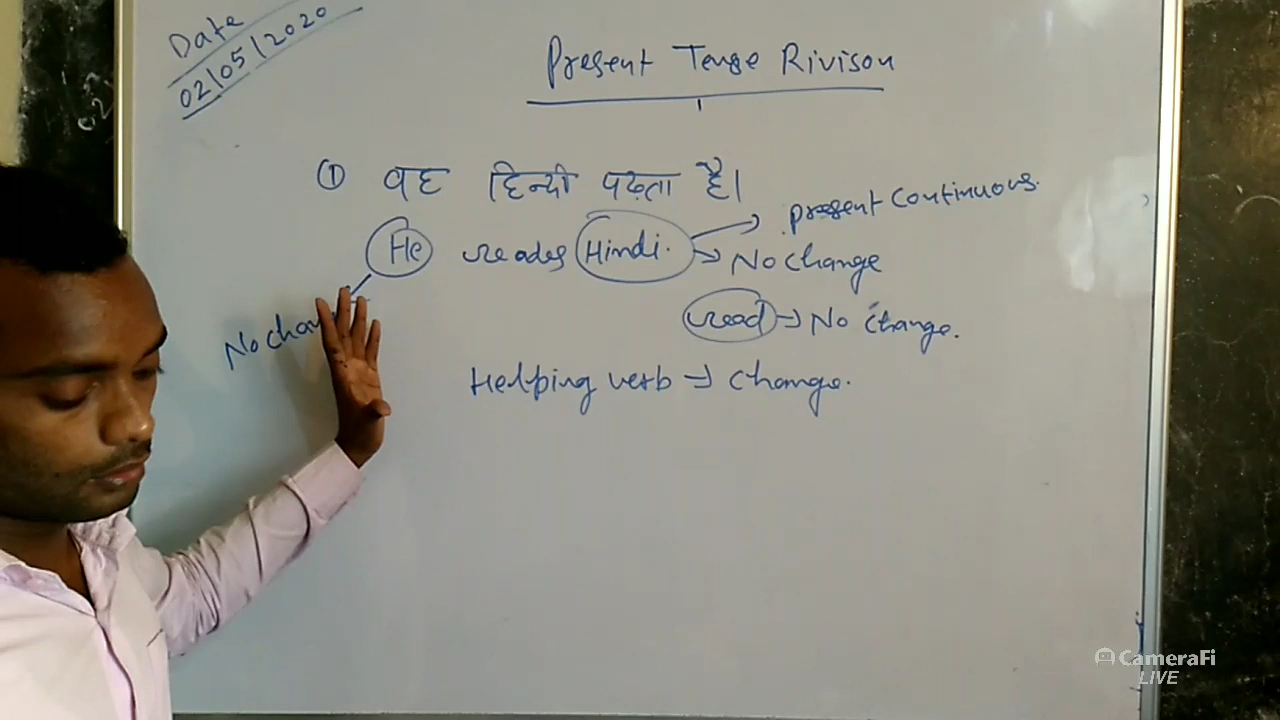 Date
02/05/2020
Present Tense Rivison
① वह हिन्दी पढ़ता है।
He reades Hindi. → present continuous.
→ No change
No chan
read → No change.
Helping verb → change.
CameraFi
LIVE